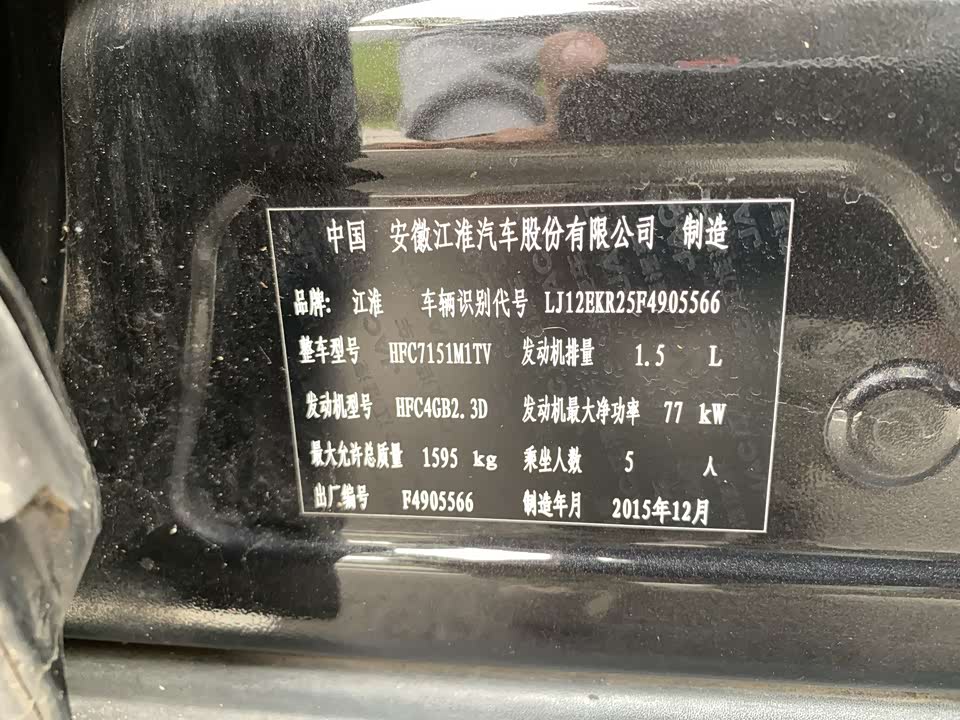 中国 安徽江淮汽车股份有限公司 制造
品牌: 江淮 车辆识别代号 LJ12EKR25F4905566
整车型号 HFC7151M1TV 发动机排量 1.5 L
发动机型号 HFC4GB2.3D 发动机最大净功率 77 kW
最大允许总质量 1595 kg 乘坐人数 5 人
出厂编号 F4905566 制造年月 2015年12月